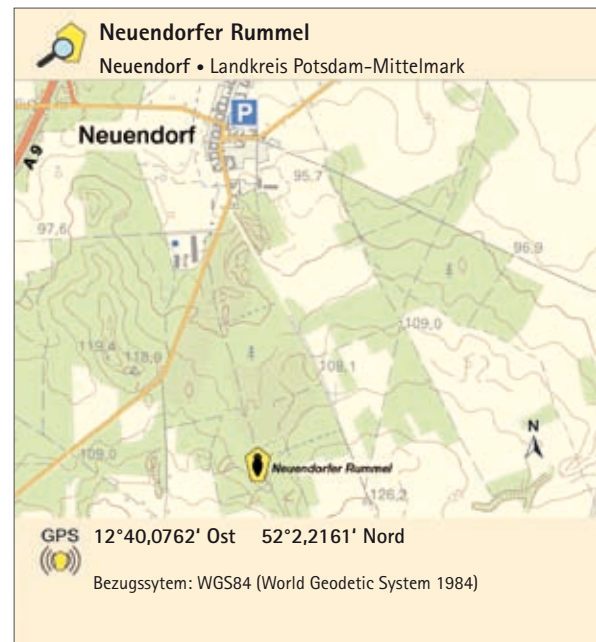 Neuendorfer Rummel
Neuendorf • Landkreis Potsdam-Mittelmark
P
Neuendorf
A 9
95,7
97,6
96,9
109,0
119,4
118,0
108,1
109,0
N
Neuendorfer Rummel
126,2
GPS 12°40,0762' Ost 52°2,2161' Nord
Bezugssytem: WGS84 (World Geodetic System 1984)